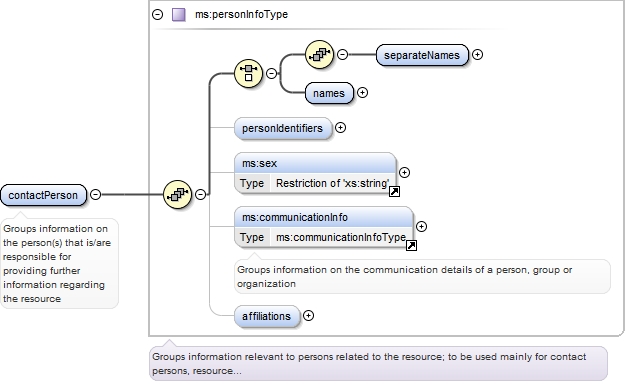 ms:personInfoType
separateNames
names
personIdentifiers
ms:sex
Type Restriction of 'xs:string'
contactPerson
ms:communicationInfo
Type ms:communicationInfoType
Groups information on
the person(s) that is/are
responsible for
providing further
information regarding
the resource
Groups information on the communication details of a person, group or
organization
affiliations
Groups information relevant to persons related to the resource; to be used mainly for contact
persons, resource...